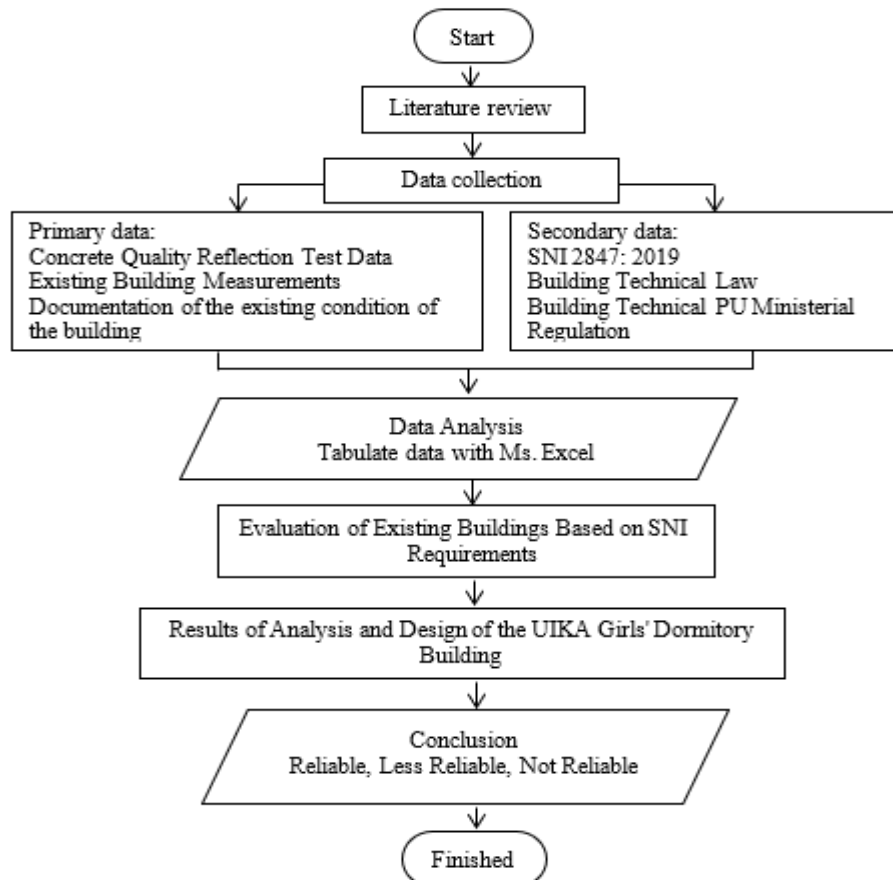 Start
Literature review
Data collection
Primary data:
Concrete Quality Reflection Test Data
Existing Building Measurements
Documentation of the existing condition of
the building
Secondary data:
SNI 2847: 2019
Building Technical Law
Building Technical PU Ministerial
Regulation
Data Analysis
Tabulate data with Ms. Excel
Evaluation of Existing Buildings Based on SNI
Requirements
Results of Analysis and Design of the UIKA Girls' Dormitory
Building
Conclusion
Reliable, Less Reliable, Not Reliable
Finished